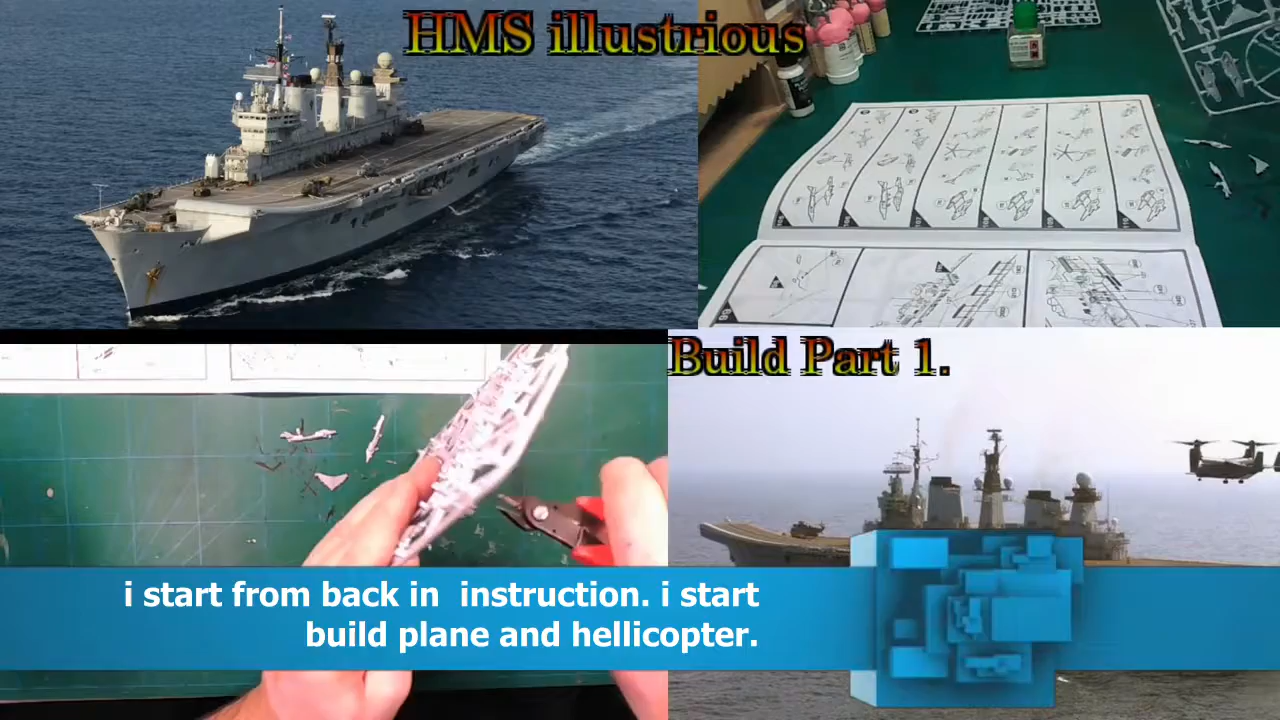 HMS illustrious
Build Part 1.
i start from back in  instruction. i start
build plane and hellicopter.